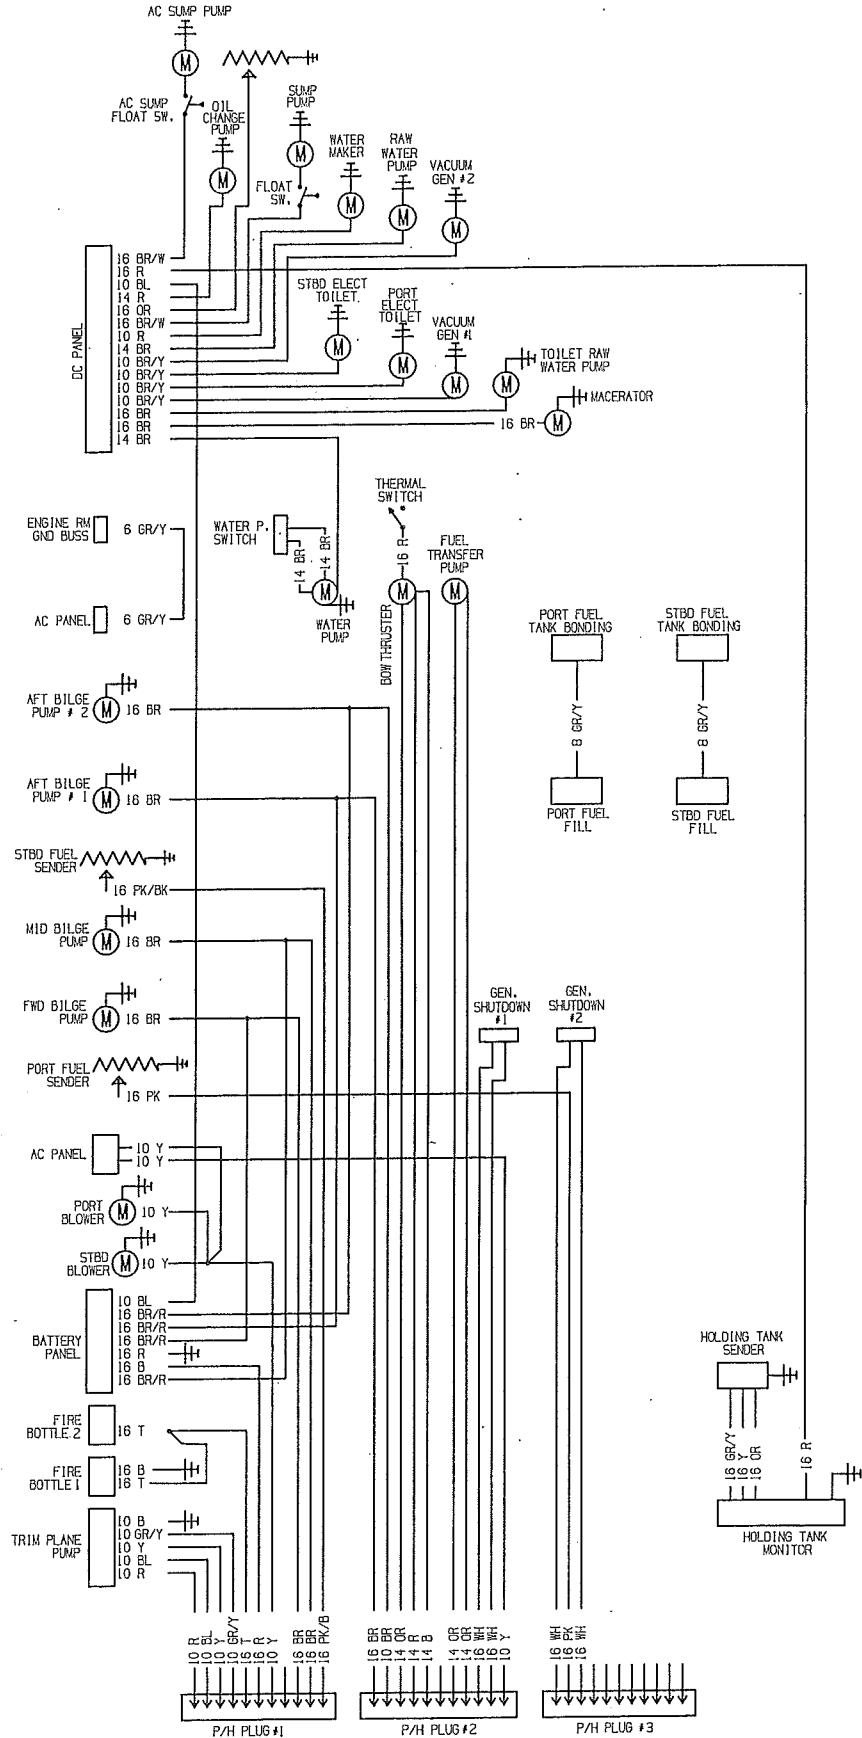 AC SUMP PUMP
AC SUMP
FLOAT SW.
OIL
CHANGE
PUMP
SUMP
PUMP
FLOAT
SW.
WATER
MAKER
RAW
WATER
PUMP
VACUUM
GEN #2
DC PANEL
16 BR/W
16 R
10 BL
14 R
16 OR
16 BR/W
10 R
14 BR
10 BR/Y
10 BR/Y
10 BR/Y
10 BR/Y
16 BR
16 BR
14 BR
STBD ELECT
TOILET.
PORT
ELECT
TOILET
VACUUM
GEN #1
TOILET RAW
WATER PUMP
MACERATOR
16 BR
M
M
M
M
M
M
M
M
M
M
M
M
ENGINE RM
GND BUSS
6 GR/Y
AC PANEL
6 GR/Y
WATER P.
SWITCH
14 BR
14 BR
M
WATER
PUMP
THERMAL
SWITCH
16 R
M
BOW THRUSTER
FUEL
TRANSFER
PUMP
M
PORT FUEL
TANK BONDING
8 GR/Y
PORT FUEL
FILL
STBD FUEL
TANK BONDING
8 GR/Y
STBD FUEL
FILL
AFT BILGE
PUMP # 2
M
16 BR
AFT BILGE
PUMP # 1
M
16 BR
STBD FUEL
SENDER
16 PK/BK
MID BILGE
PUMP
M
16 BR
FWD BILGE
PUMP
M
16 BR
PORT FUEL
SENDER
16 PK
GEN.
SHUTDOWN
#1
GEN.
SHUTDOWN
#2
AC PANEL
10 Y
10 Y
PORT
BLOWER
M
10 Y
STBD
BLOWER
M
10 Y
BATTERY
PANEL
10 BL
16 BR/R
16 BR/R
16 BR/R
16 R
16 B
16 BR/R
FIRE
BOTTLE.2
16 T
FIRE
BOTTLE 1
16 B
16 T
TRIM PLANE
PUMP
10 B
10 GR/Y
10 Y
10 BL
10 R
HOLDING TANK
SENDER
16 GR/Y
16 Y
16 OR
16 R
HOLDING TANK
MONITOR
10 R
10 BL
10 Y
10 GR/Y
16 T
16 R
10 Y
16 BR
16 BR
16 PK/B
P/H PLUG #1
16 BR
10 BR
14 OR
14 R
14 B
14 OR
14 OR
16 WH
16 WH
10 Y
P/H PLUG #2
16 WH
16 PK
16 WH
P/H PLUG #3